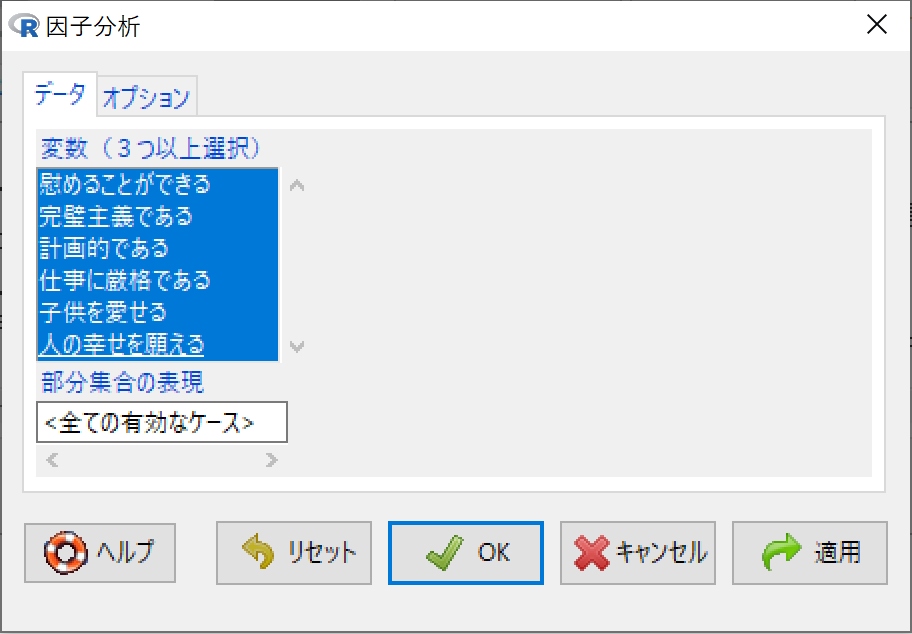 R 因子分析
データ オプション
変数（３つ以上選択）
慰めることができる
完璧主義である
計画的である
仕事に厳格である
子供を愛せる
人の幸せを願える
部分集合の表現
<全ての有効なケース>
ヘルプ リセット OK キャンセル 適用